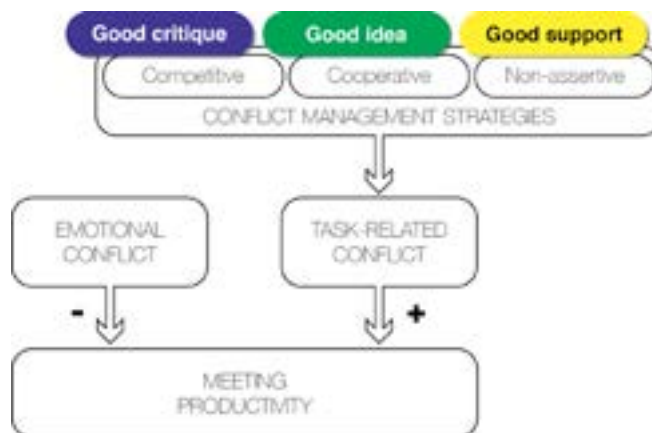 Good critique Good idea Good support
Competitive Cooperative Non-assertive
CONFLICT MANAGEMENT STRATEGIES
EMOTIONAL
CONFLICT
TASK-RELATED
CONFLICT
- +
MEETING
PRODUCTIVITY